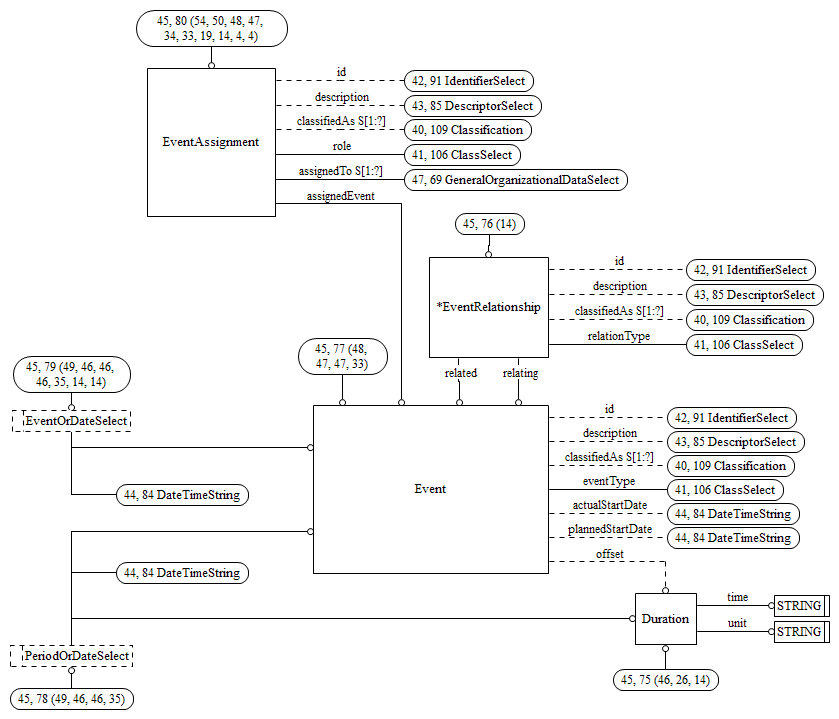 45, 80 (54, 50, 48, 47,
34, 33, 19, 14, 4, 4)
EventAssignment
id
42, 91 IdentifierSelect
description
43, 85 DescriptorSelect
classifiedAs S[1:?]
40, 109 Classification
role
41, 106 ClassSelect
assignedTo S[1:?]
47, 69 GeneralOrganizationalDataSelect
assignedEvent
45, 76 (14)
*EventRelationship
id
42, 91 IdentifierSelect
description
43, 85 DescriptorSelect
classifiedAs S[1:?]
40, 109 Classification
relationType
41, 106 ClassSelect
related
relating
45, 77 (48,
47, 47, 33)
45, 79 (49, 46, 46,
46, 35, 14, 14)
EventOrDateSelect
44, 84 DateTimeString
Event
id
42, 91 IdentifierSelect
description
43, 85 DescriptorSelect
classifiedAs S[1:?]
40, 109 Classification
eventType
41, 106 ClassSelect
actualStartDate
44, 84 DateTimeString
plannedStartDate
44, 84 DateTimeString
offset
44, 84 DateTimeString
Duration
time
STRING
unit
STRING
PeriodOrDateSelect
45, 78 (49, 46, 46, 35)
45, 75 (46, 26, 14)